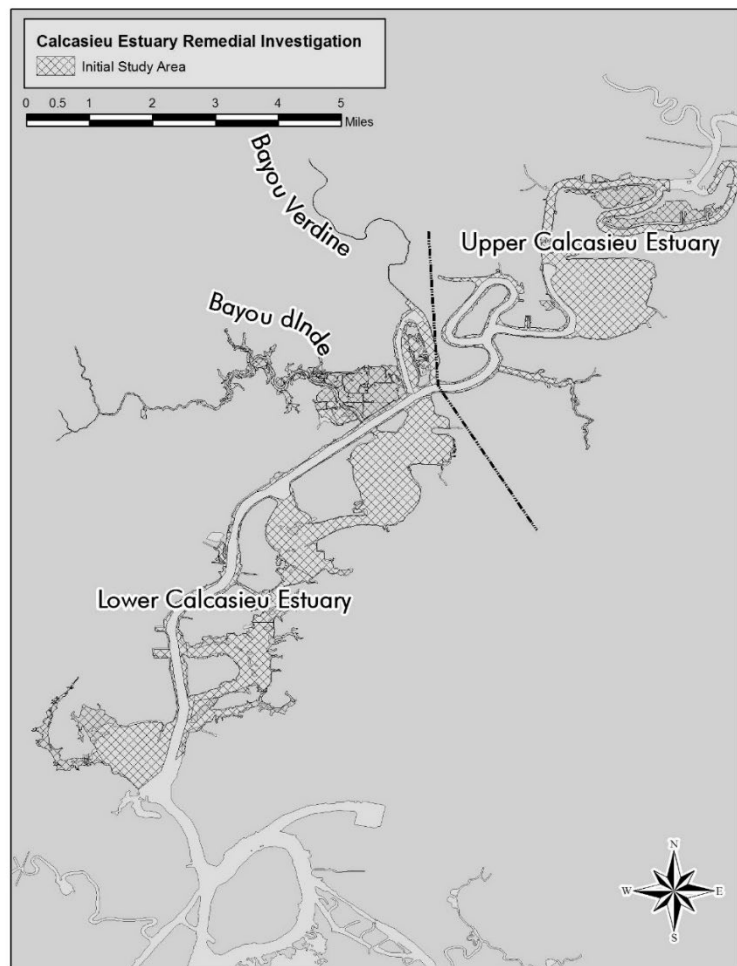 Calcasieu Estuary Remedial Investigation
Initial Study Area
0 0.5 1 2 3 4 5
Miles
Bayou Verdine
Upper Calcasieu Estuary
Bayou dInde
Lower Calcasieu Estuary
N
W E
S